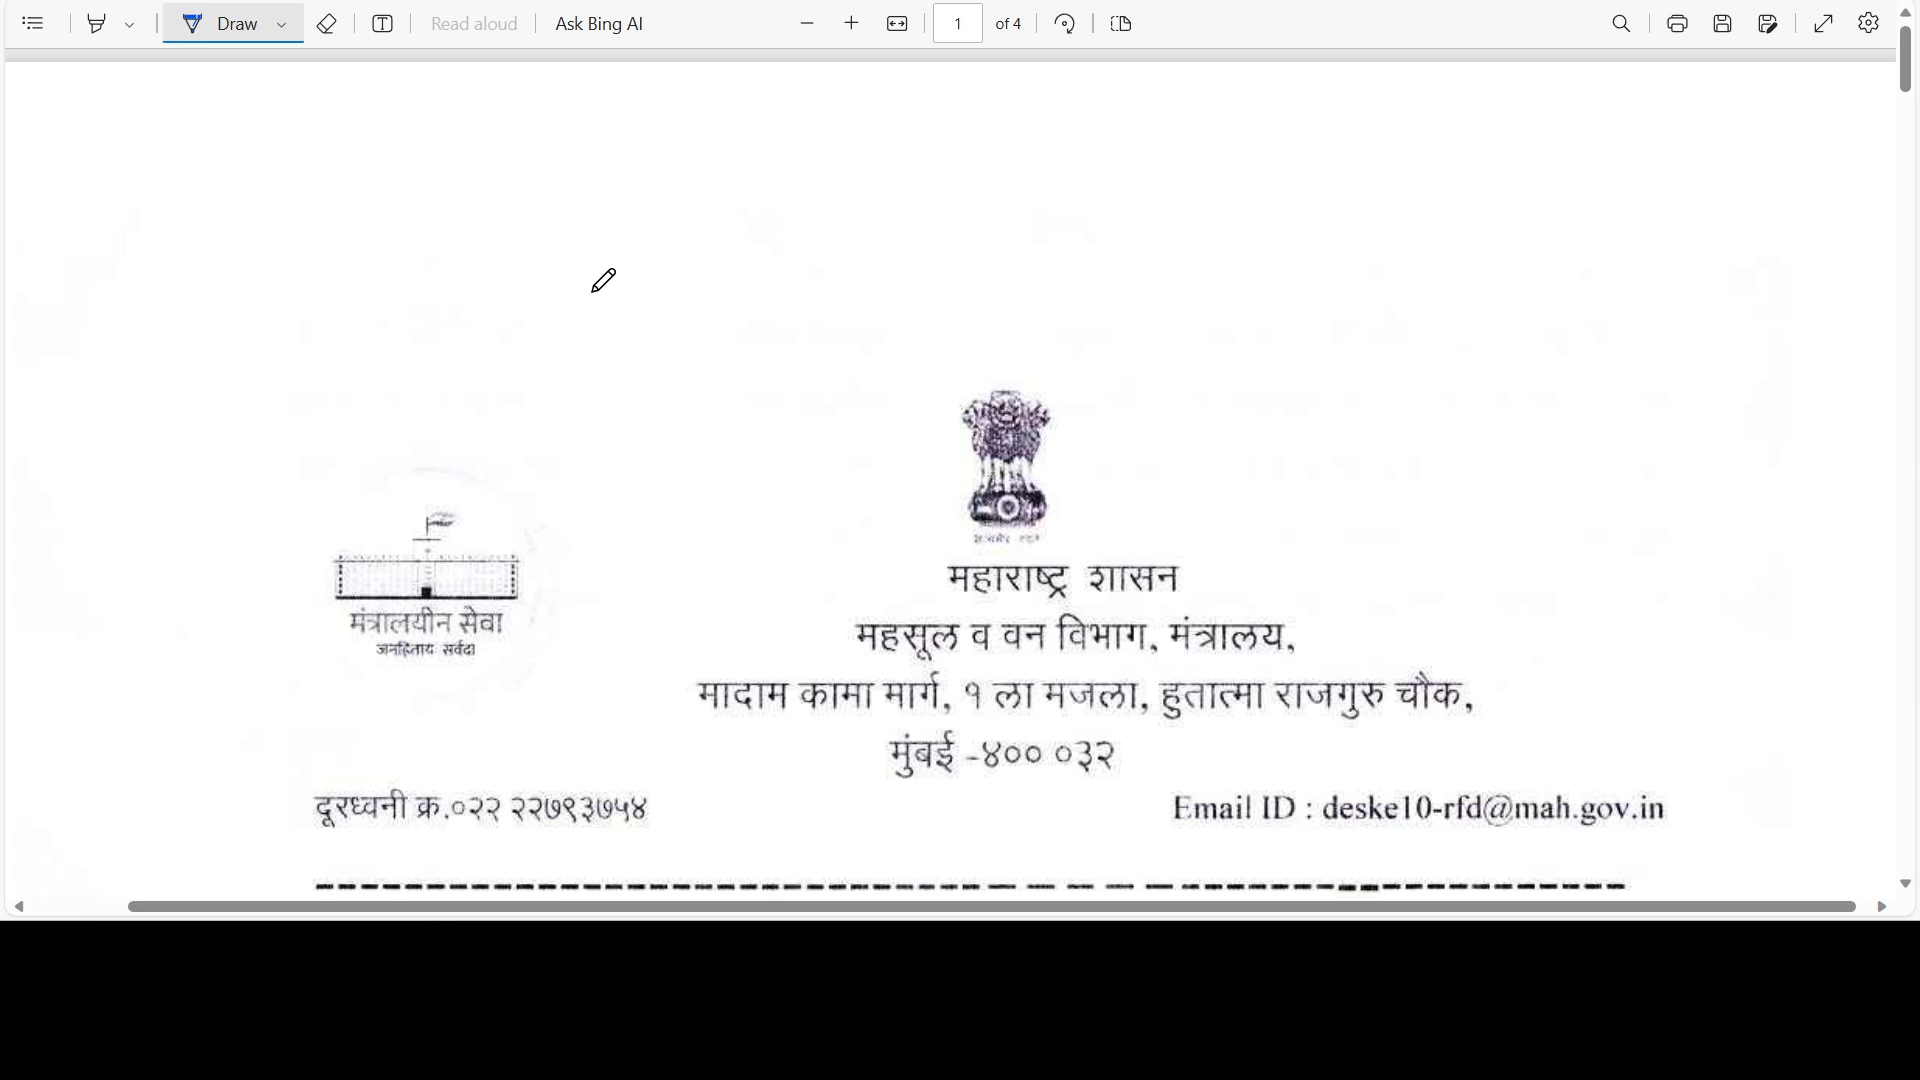 Draw
Read aloud
Ask Bing AI
1
of 4
महाराष्ट्र शासन
मंत्रालयीन सेवा
जनहिताय सर्वदा
महसूल व वन विभाग, मंत्रालय,
मादाम कामा मार्ग, १ ला मजला, हुतात्मा राजगुरु चौक,
मुंबई -४०० ०३२
दूरध्वनी क्र.०२२ २२७९३७५४
Email ID : deske10-rfd@mah.gov.in